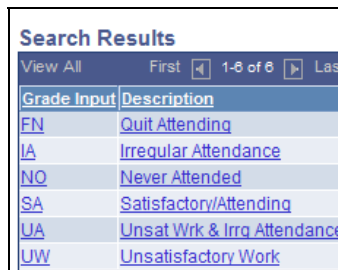 Search Results
View All First 1-6 of 6 Las
Grade Input Description
FN Quit Attending
IA Irregular Attendance
NO Never Attended
SA Satisfactory/Attending
UA Unsat Wrk & Irrg Attendance
UW Unsatisfactory Work